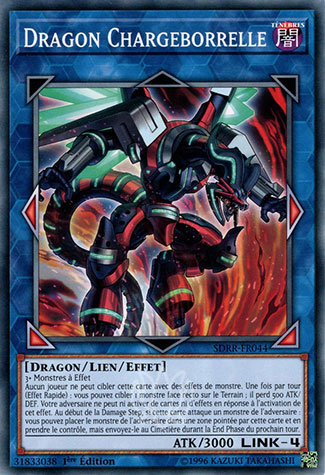 DRAGON CHARGEBORRELLE
TÉNÈBRES
闇
SDRR-FR044
[DRAGON/LIEN/EFFET]
3+ Monstres à Effet
Aucun joueur ne peut cibler cette carte avec des effets de monstre. Une fois par tour
(Effet Rapide) : vous pouvez cibler 1 monstre face recto sur le Terrain ; il perd 500 ATK/
DEF. Votre adversaire ne peut ni activer de cartes ni d'effets en réponse à l'activation de
cet effet. Au début de la Damage Step, si cette carte attaque un monstre de l'adversaire :
vous pouvez placer le monstre de l'adversaire dans une zone pointée par cette carte et en
prendre le contrôle, mais envoyez-le au Cimetière durant la End Phase du prochain tour.
ATK/3000 LINK-4
31833038 1ère Edition
©1996 KAZUKI TAKAHASHI